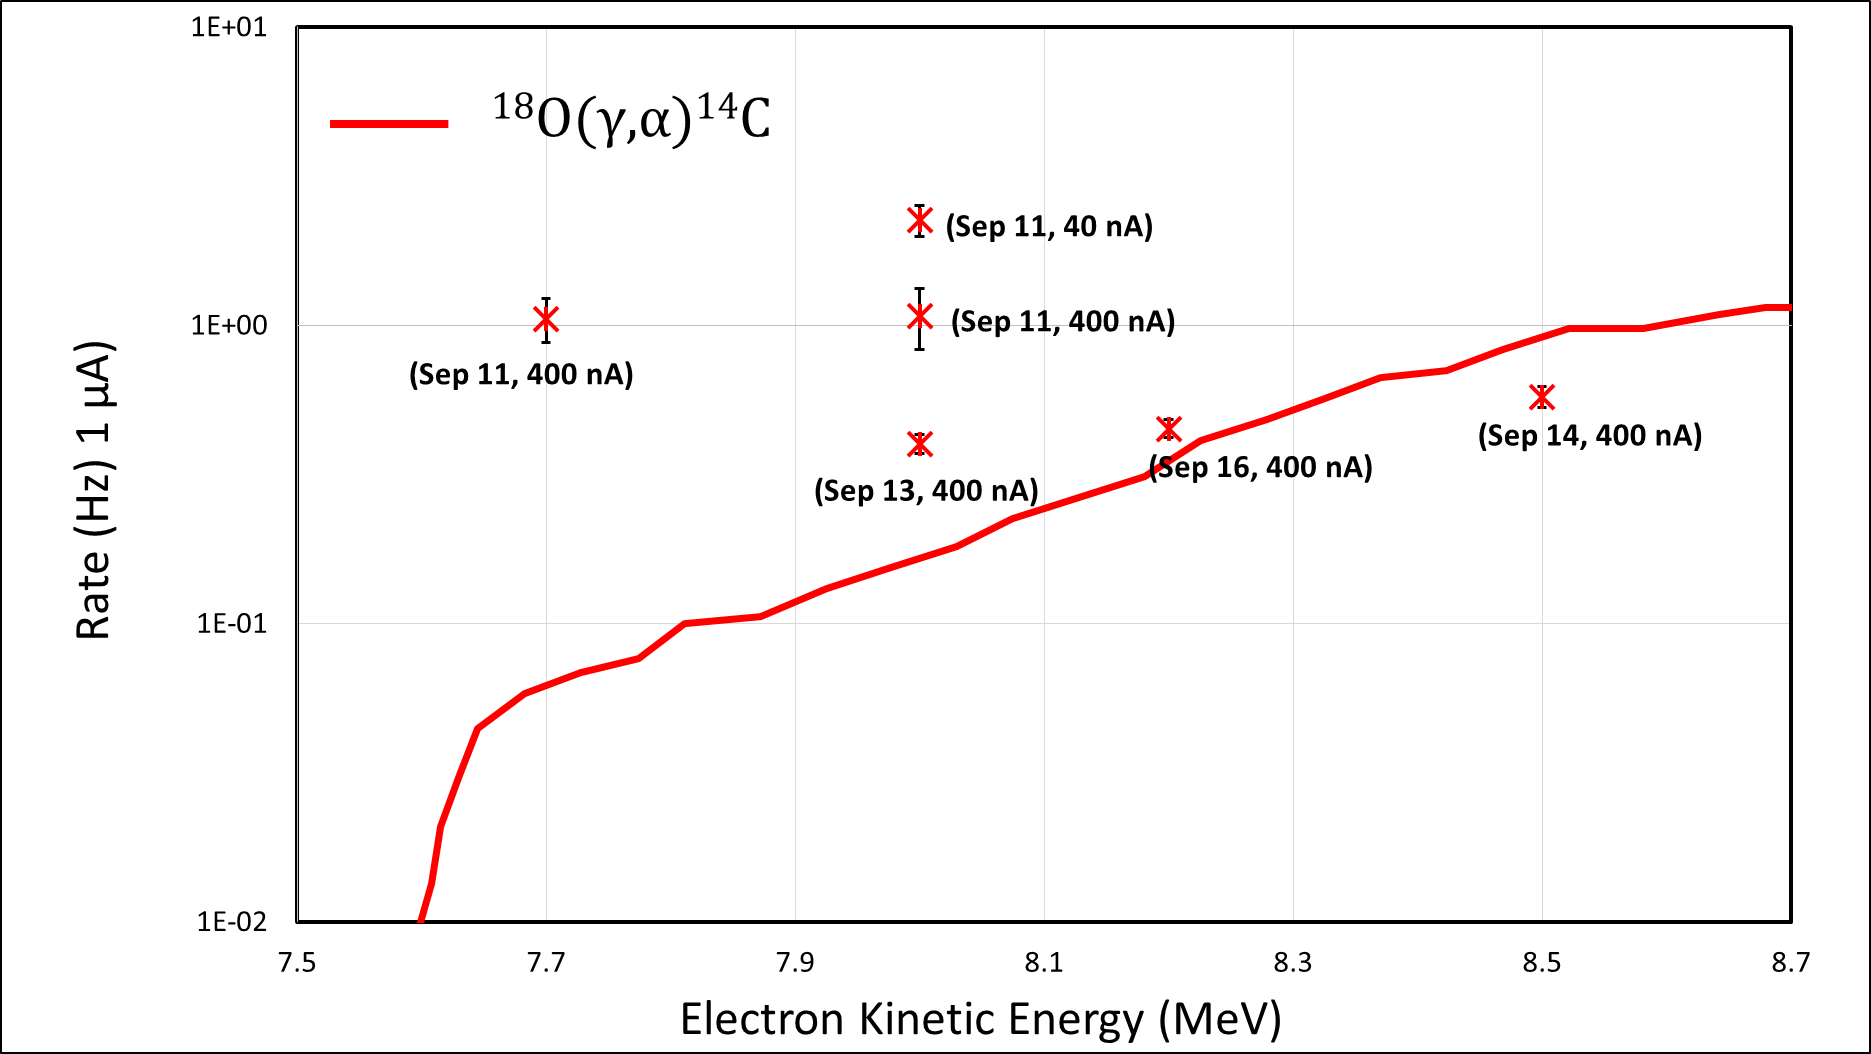 1E+01
¹⁸O(γ,α)¹⁴C
(Sep 11, 40 nA)
1E+00
(Sep 11, 400 nA)
(Sep 11, 400 nA)
(Sep 14, 400 nA)
(Sep 16, 400 nA)
(Sep 13, 400 nA)
Rate (Hz) 1 μA)
1E-01
1E-02
7.5 7.7 7.9 8.1 8.3 8.5 8.7
Electron Kinetic Energy (MeV)